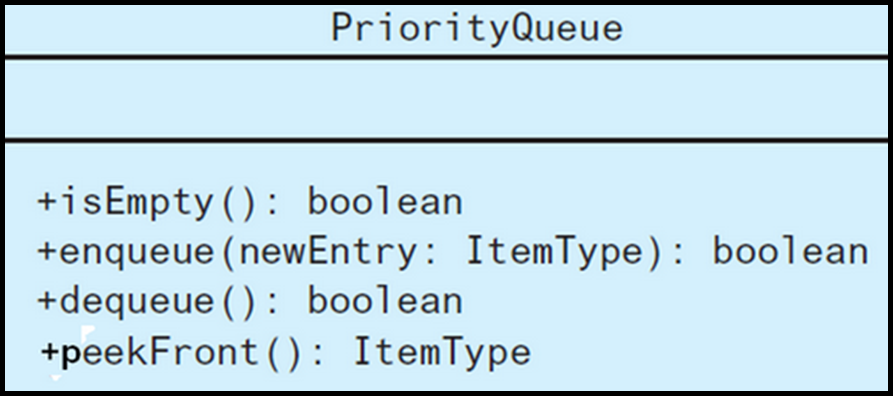 PriorityQueue
+isEmpty(): boolean
+enqueue(newEntry: ItemType): boolean
+dequeue(): boolean
+peekFront(): ItemType